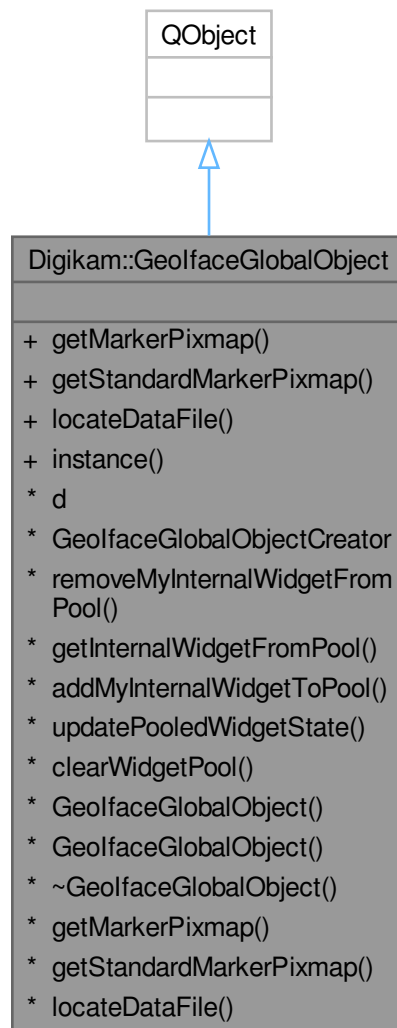 QObject
Digikam::GeoIfaceGlobalObject
+ getMarkerPixmap()
+ getStandardMarkerPixmap()
+ locateDataFile()
+ instance()
* d
* GeoIfaceGlobalObjectCreator
* removeMyInternalWidgetFrom
Pool()
* getInternalWidgetFromPool()
* addMyInternalWidgetToPool()
* updatePooledWidgetState()
* clearWidgetPool()
* GeoIfaceGlobalObject()
* GeoIfaceGlobalObject()
* ~GeoIfaceGlobalObject()
* getMarkerPixmap()
* getStandardMarkerPixmap()
* locateDataFile()